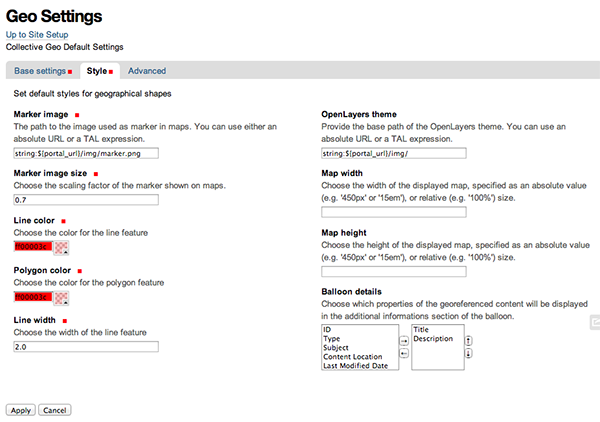 Geo Settings
Up to Site Setup
Collective Geo Default Settings
Base settings
Style
Advanced
Set default styles for geographical shapes
Marker image
The path to the image used as marker in maps. You can use either an
absolute URL or a TAL expression.
string:${portal_url}/img/marker.png
Marker image size
Choose the scaling factor of the marker shown on maps.
0.7
Line color
Choose the color for the line feature
ff00003c
Polygon color
Choose the color for the polygon feature
ff00003c
Line width
Choose the width of the line feature
2.0
OpenLayers theme
Provide the base path of the OpenLayers theme. You can use an
absolute URL or a TAL expression.
string:${portal_url}/img/
Map width
Choose the width of the displayed map, specified as an absolute value
(e.g. '450px' or '15em'), or relative (e.g. '100%') size.
Map height
Choose the height of the displayed map, specified as an absolute value
(e.g. '450px' or '15em'), or relative (e.g. '100%') size.
Balloon details
Choose which properties of the georeferenced content will be displayed
in the additional informations section of the balloon.
ID
Type
Subject
Content Location
Last Modified Date
Title
Description
Apply
Cancel